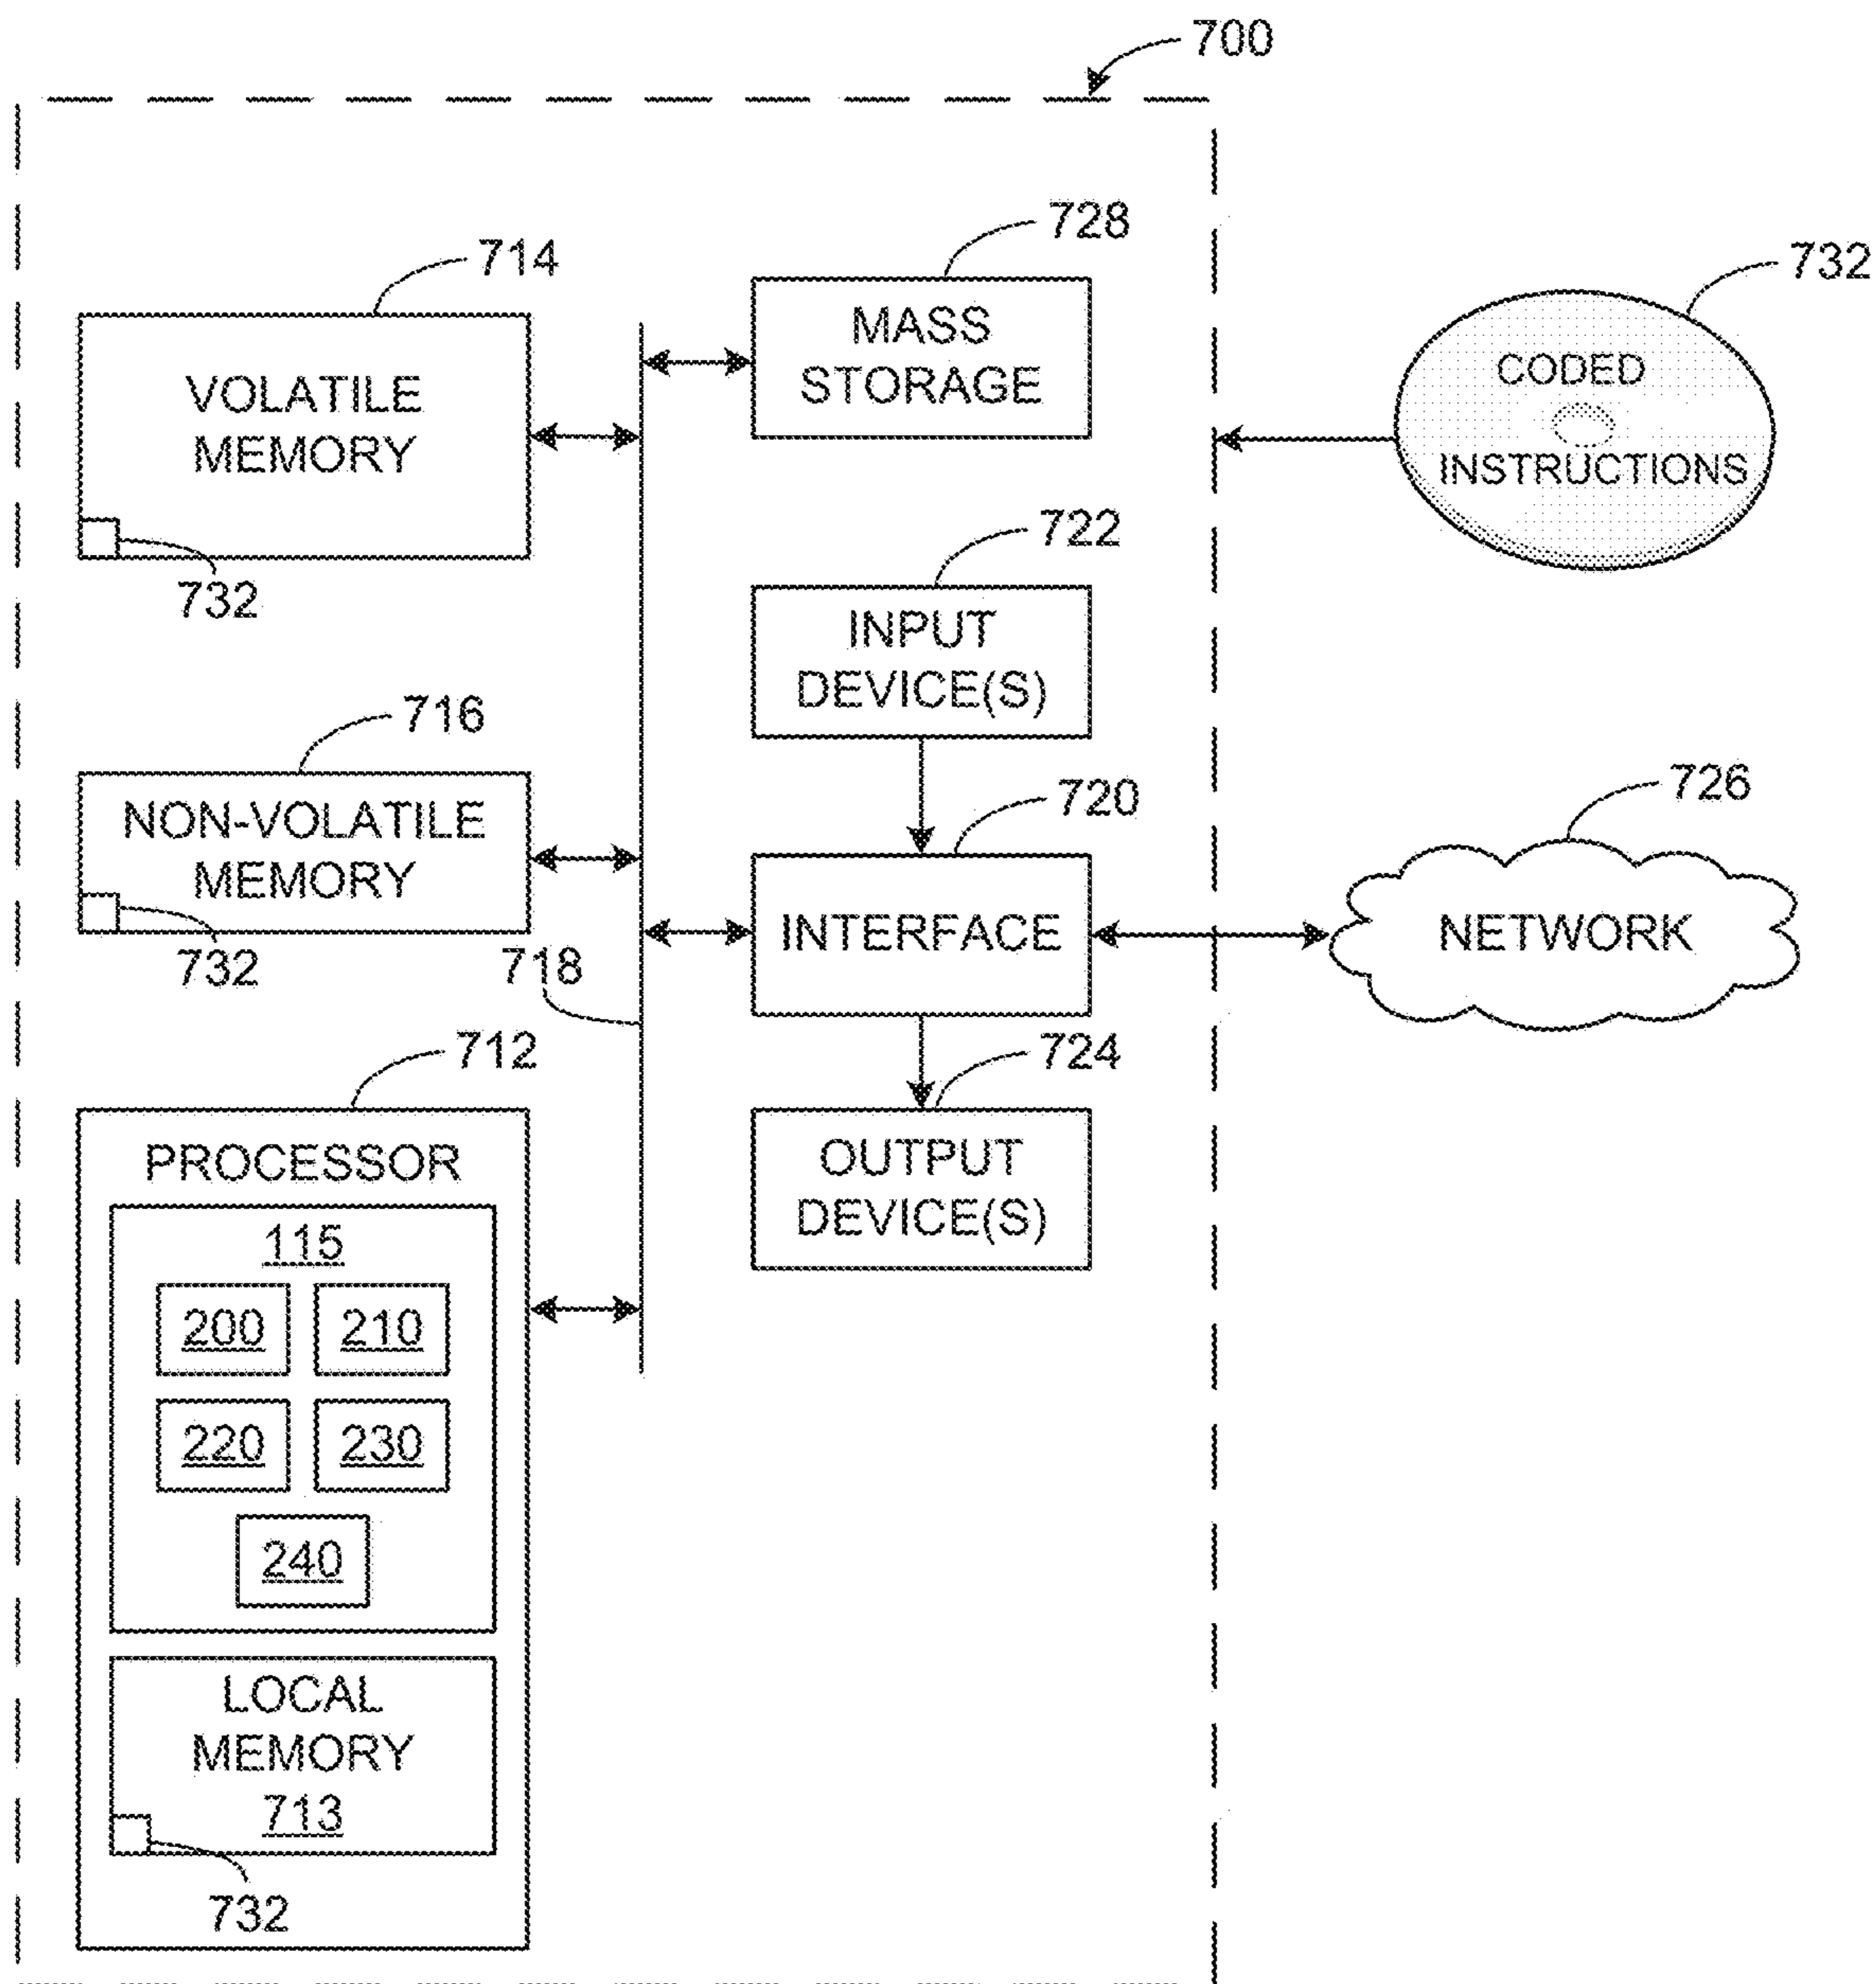 700
728
714
732
MASS
STORAGE
VOLATILE
MEMORY
CODED
INSTRUCTIONS
732
722
INPUT
DEVICE(S)
716
720
726
NON-VOLATILE
MEMORY
INTERFACE
NETWORK
732
718
712
724
PROCESSOR
OUTPUT
DEVICE(S)
115
200 210
220 230
240
LOCAL
MEMORY
713
732